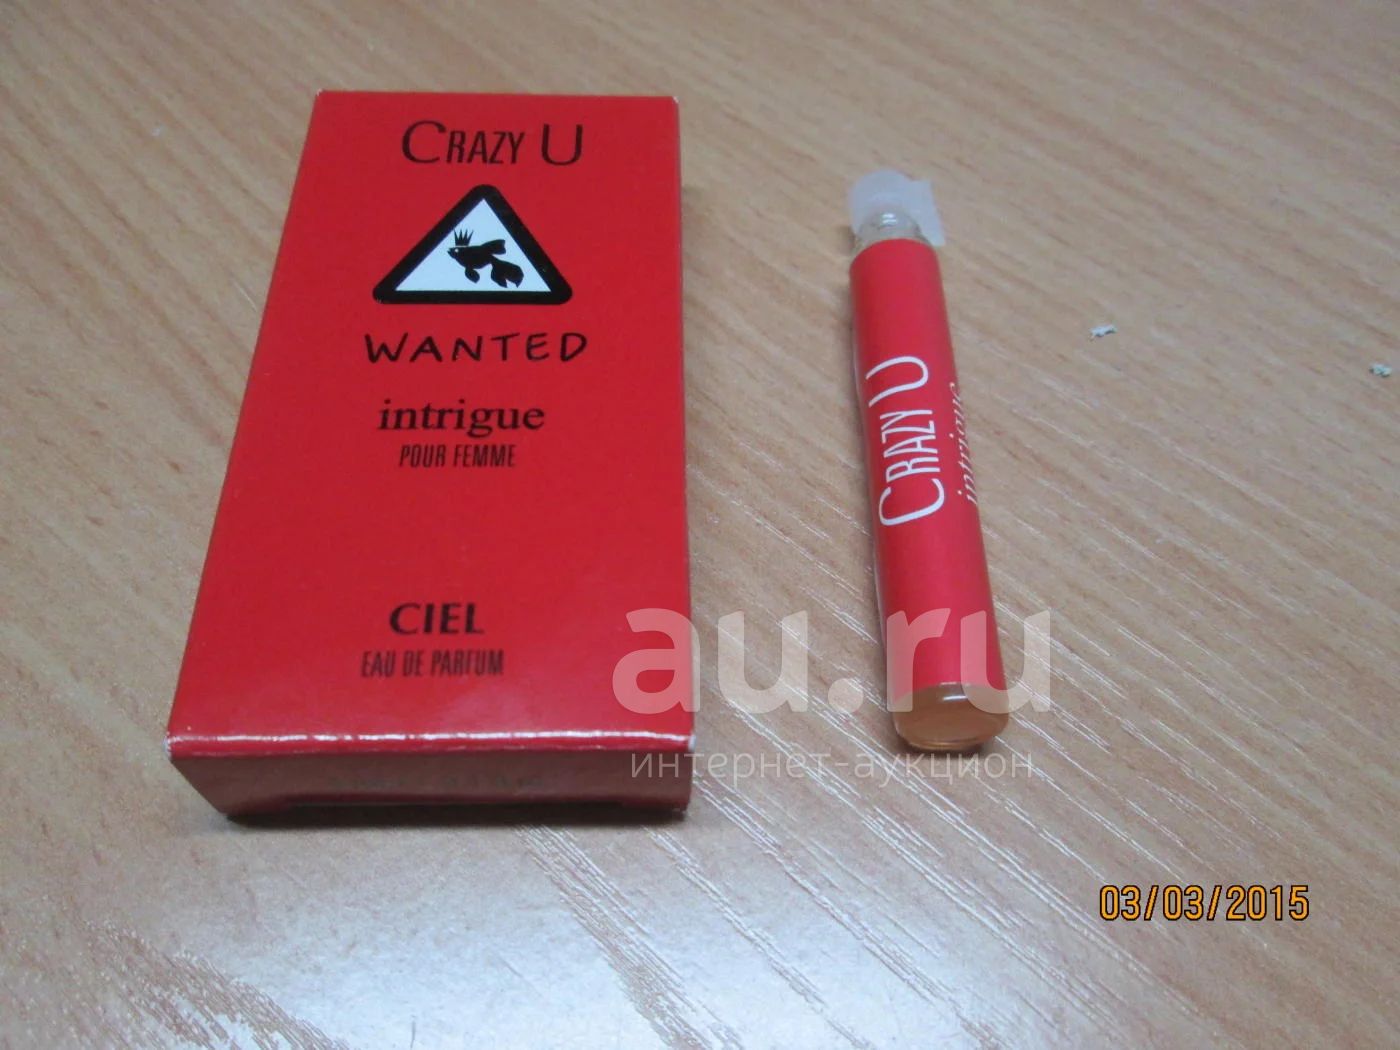 CRAZY U
WANTED
intrigue
POUR FEMME
CIEL
EAU DE PARFUM
CRAZY U
intrigue
au.ru
интернет-аукцион
03/03/2015